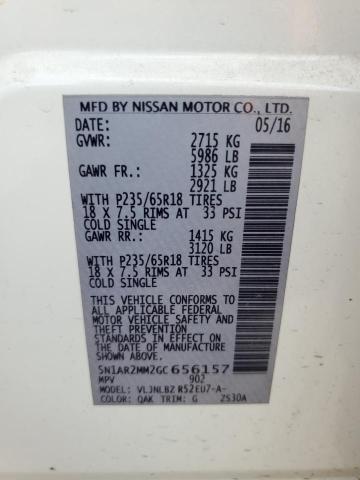 MFD BY NISSAN MOTOR CO., LTD.
DATE: 05/16
GVWR: 2715 KG
5986 LB
GAWR FR.: 1325 KG
2921 LB
WITH P235/65R18 TIRES
18 X 7.5 RIMS AT 33 PSI
COLD SINGLE
GAWR RR.: 1415 KG
3120 LB
WITH P235/65R18 TIRES
18 X 7.5 RIMS AT 33 PSI
COLD SINGLE
THIS VEHICLE CONFORMS TO
ALL APPLICABLE FEDERAL
MOTOR VEHICLE SAFETY AND
THEFT PREVENTION
STANDARDS IN EFFECT ON
THE DATE OF MANUFACTURE
SHOWN ABOVE
5N1AR2MM2GC656157
MPV 902
MODEL: VLJNLBZ R52EU7-A-
COLOR: QAK TRIM: G ZS30A